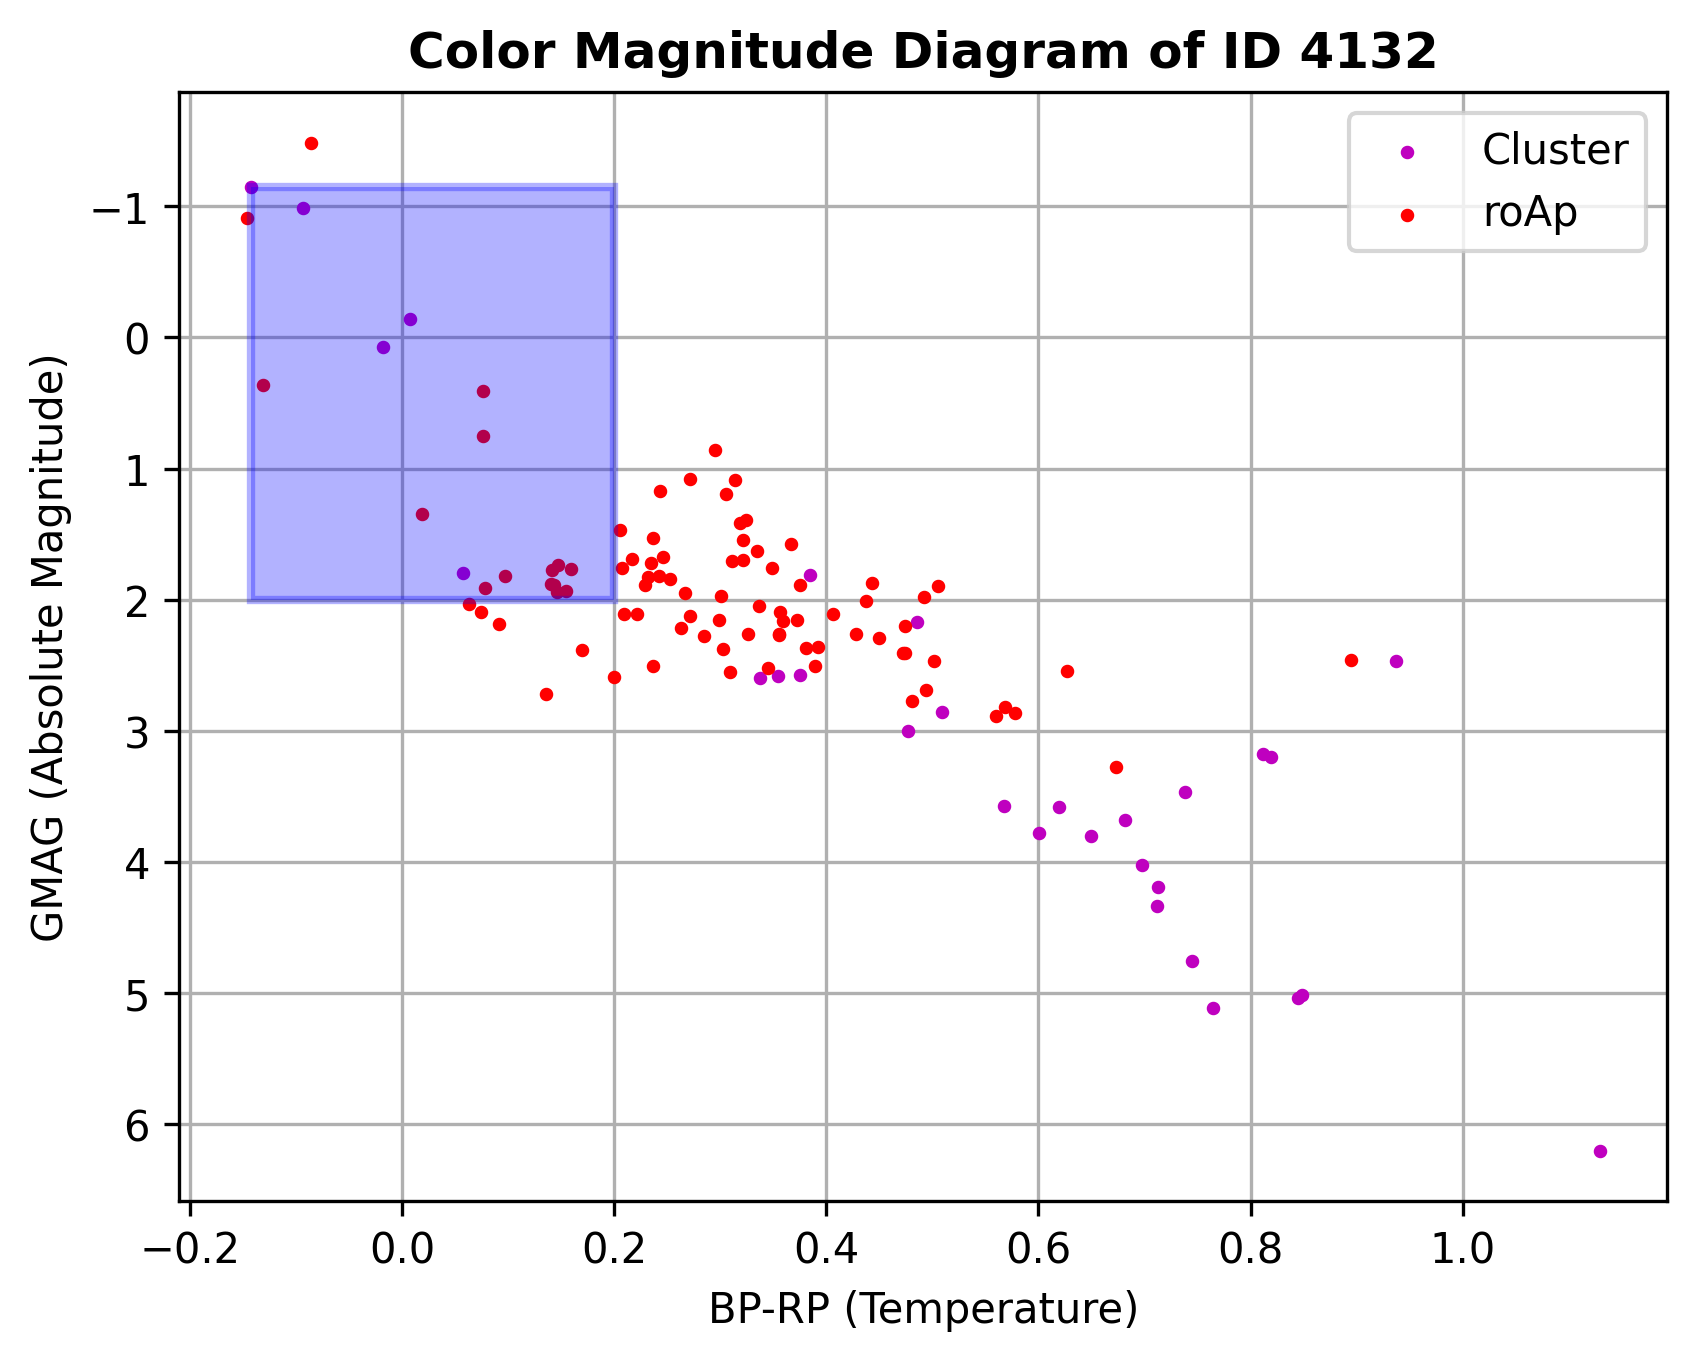 Color Magnitude Diagram of ID 4132
Cluster
roAp
GMAG (Absolute Magnitude)
−1
0
1
2
3
4
5
6
−0.2 0.0 0.2 0.4 0.6 0.8 1.0
BP-RP (Temperature)